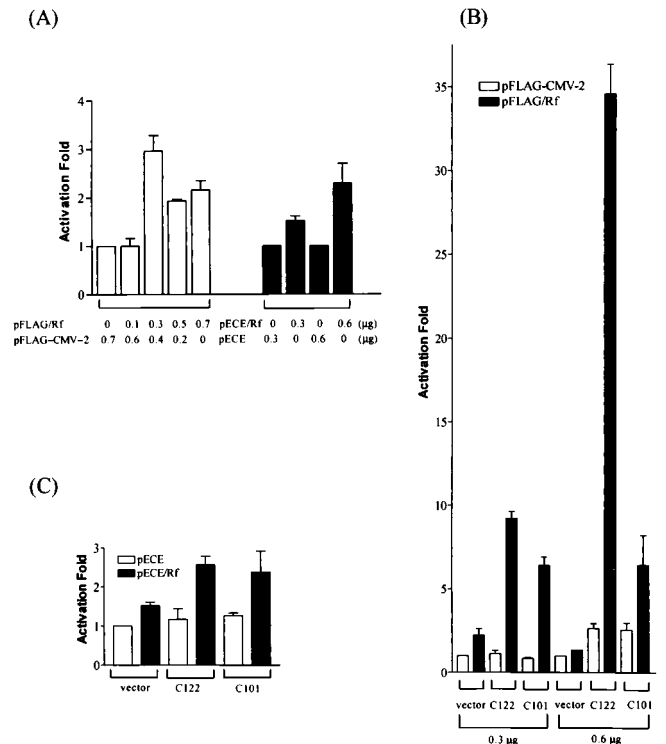 (A)
4
3
2
1
0
Activation Fold
pFLAG/Rf 0 0.1 0.3 0.5 0.7
pFLAG-CMV-2 0.7 0.6 0.4 0.2 0
pECE/Rf 0 0.3 0 0.6 (µg)
pECE 0.3 0 0.6 0
(B)
pFLAG-CMV-2
pFLAG/Rf
35
30
25
20
15
10
5
0
Activation Fold
vector C122 C101 vector C122 C101
0.3 µg 0.6 µg
(C)
pECE
pECE/Rf
3
2
1
0
Activation Fold
vector C122 C101